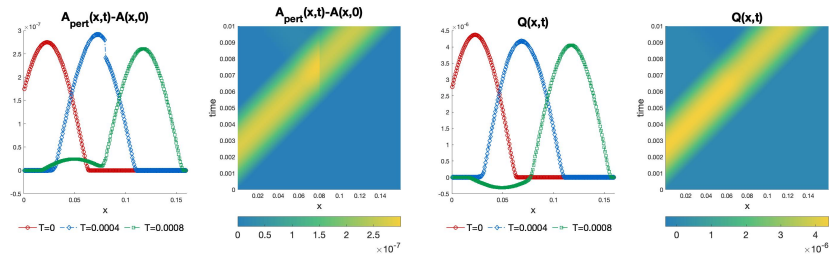 A_pert(x,t)-A(x,0)
×10^-7
3
2.5
2
1.5
1
0.5
0
-0.5
0
0.05
0.1
0.15
x
T=0
T=0.0004
T=0.0008
A_pert(x,t)-A(x,0)
time
0.01
0.009
0.008
0.007
0.006
0.005
0.004
0.003
0.002
0.001
0
0.02 0.04 0.06 0.08 0.1 0.12 0.14
x
0 0.5 1 1.5 2 2.5
×10^-7
Q(x,t)
×10^-6
4.5
4
3.5
3
2.5
2
1.5
1
0.5
0
-0.5
0
0.05
0.1
0.15
x
T=0
T=0.0004
T=0.0008
Q(x,t)
time
0.01
0.009
0.008
0.007
0.006
0.005
0.004
0.003
0.002
0.001
0
0.02 0.04 0.06 0.08 0.1 0.12 0.14
x
0 1 2 3 4
×10^-6